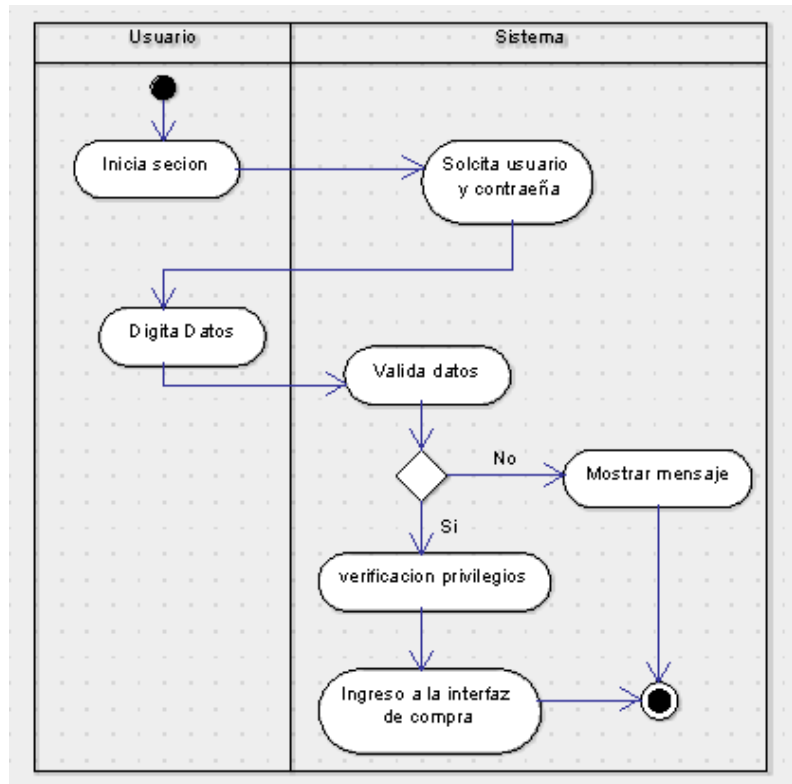 Usuario
Sistema
Inicia secion
Solcita usuario
y contraeña
Digita Datos
Valida datos
No
Mostrar mensaje
Si
verificacion privilegios
Ingreso a la interfaz
de compra